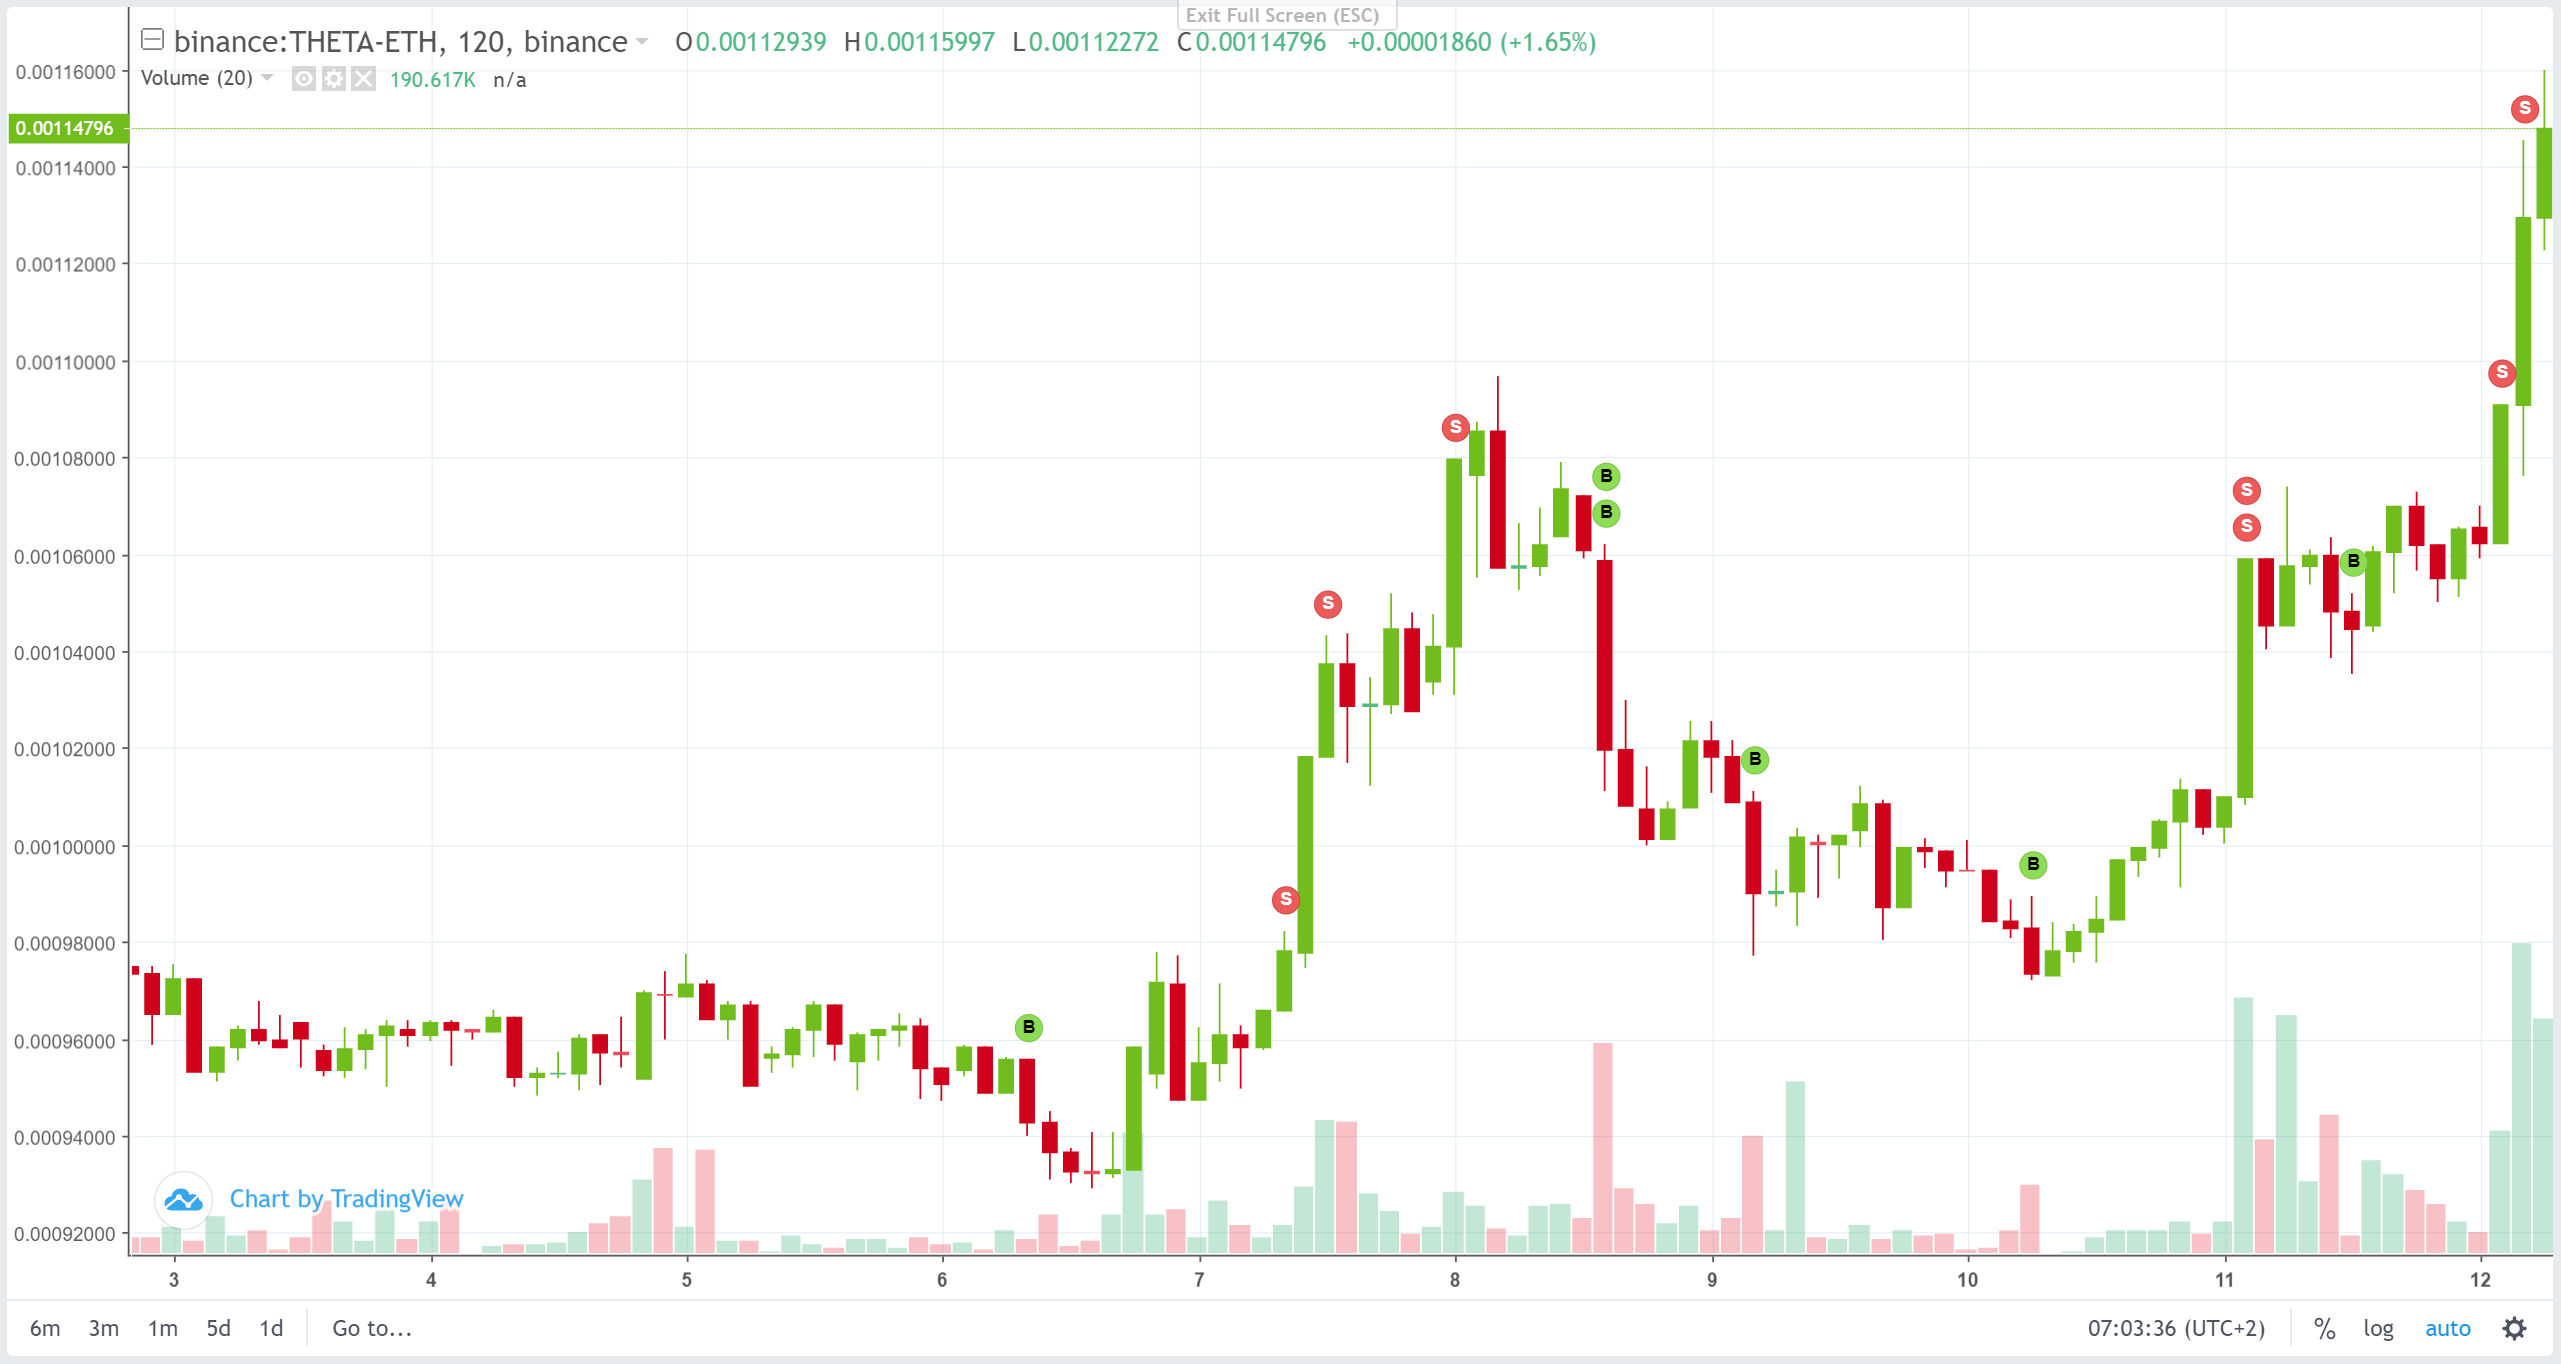 Exit Full Screen (ESC)
binance:THETA-ETH, 120, binance O0.00112939 H0.00115997 L0.00112272 C0.00114796 +0.00001860 (+1.65%)
Volume (20) 190.617K n/a
0.00116000
0.00114796
0.00114000
0.00112000
0.00110000
0.00108000
0.00106000
0.00104000
0.00102000
0.00100000
0.00098000
0.00096000
0.00094000
0.00092000
S
S
S
B
S
B
S
S
B
S
B
B
S
B
Chart by TradingView
3 4 5 6 7 8 9 10 11 12
6m 3m 1m 5d 1d Go to... 07:03:36 (UTC+2) % log auto